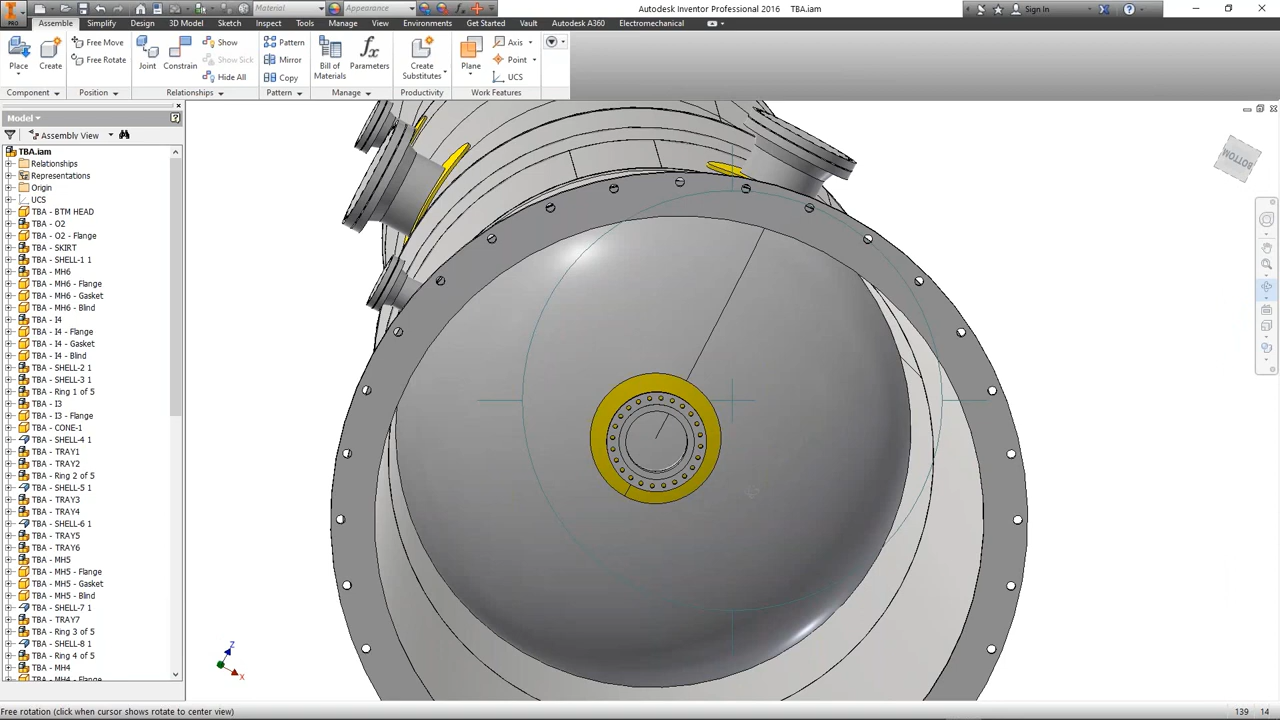 PRO
Material
Appearance
Autodesk Inventor Professional 2016 TBA.iam
Sign In
Assembly Simplify Design 3D Model Sketch Inspect Tools Manage View Environments Get Started Vault Autodesk A360 Electromechanical
Place
Create
Free Move
Free Rotate
Joint
Constrain
Show
Show Sick
Hide All
Pattern
Mirror
Copy
Bill of
Materials
Parameters
Create
Substitutes
Plane
Axis
Point
UCS
Component Position Relationships Pattern Manage Productivity Work Features
Model
Assembly View
TBA.iam
Relationships
Representations
Origin
UCS
TBA - BTM HEAD
TBA - O2
TBA - O2 - Flange
TBA - SKIRT
TBA - SHELL-1 1
TBA - MH6
TBA - MH6 - Flange
TBA - MH6 - Gasket
TBA - MH6 - Blind
TBA - I4
TBA - I4 - Flange
TBA - I4 - Gasket
TBA - I4 - Blind
TBA - SHELL-2 1
TBA - SHELL-3 1
TBA - Ring 1 of 5
TBA - I3
TBA - I3 - Flange
TBA - CONE-1
TBA - SHELL-4 1
TBA - TRAY1
TBA - TRAY2
TBA - Ring 2 of 5
TBA - SHELL-5 1
TBA - TRAY3
TBA - TRAY4
TBA - SHELL-6 1
TBA - TRAY5
TBA - TRAY6
TBA - MH5
TBA - MH5 - Flange
TBA - MH5 - Gasket
TBA - MH5 - Blind
TBA - SHELL-7 1
TBA - TRAY7
TBA - Ring 3 of 5
TBA - SHELL-8 1
TBA - Ring 4 of 5
TBA - MH4
TBA - MH4 - Flange
BOTTOM
Z
X
Free rotation (click when cursor shows rotate to center view)
139 14